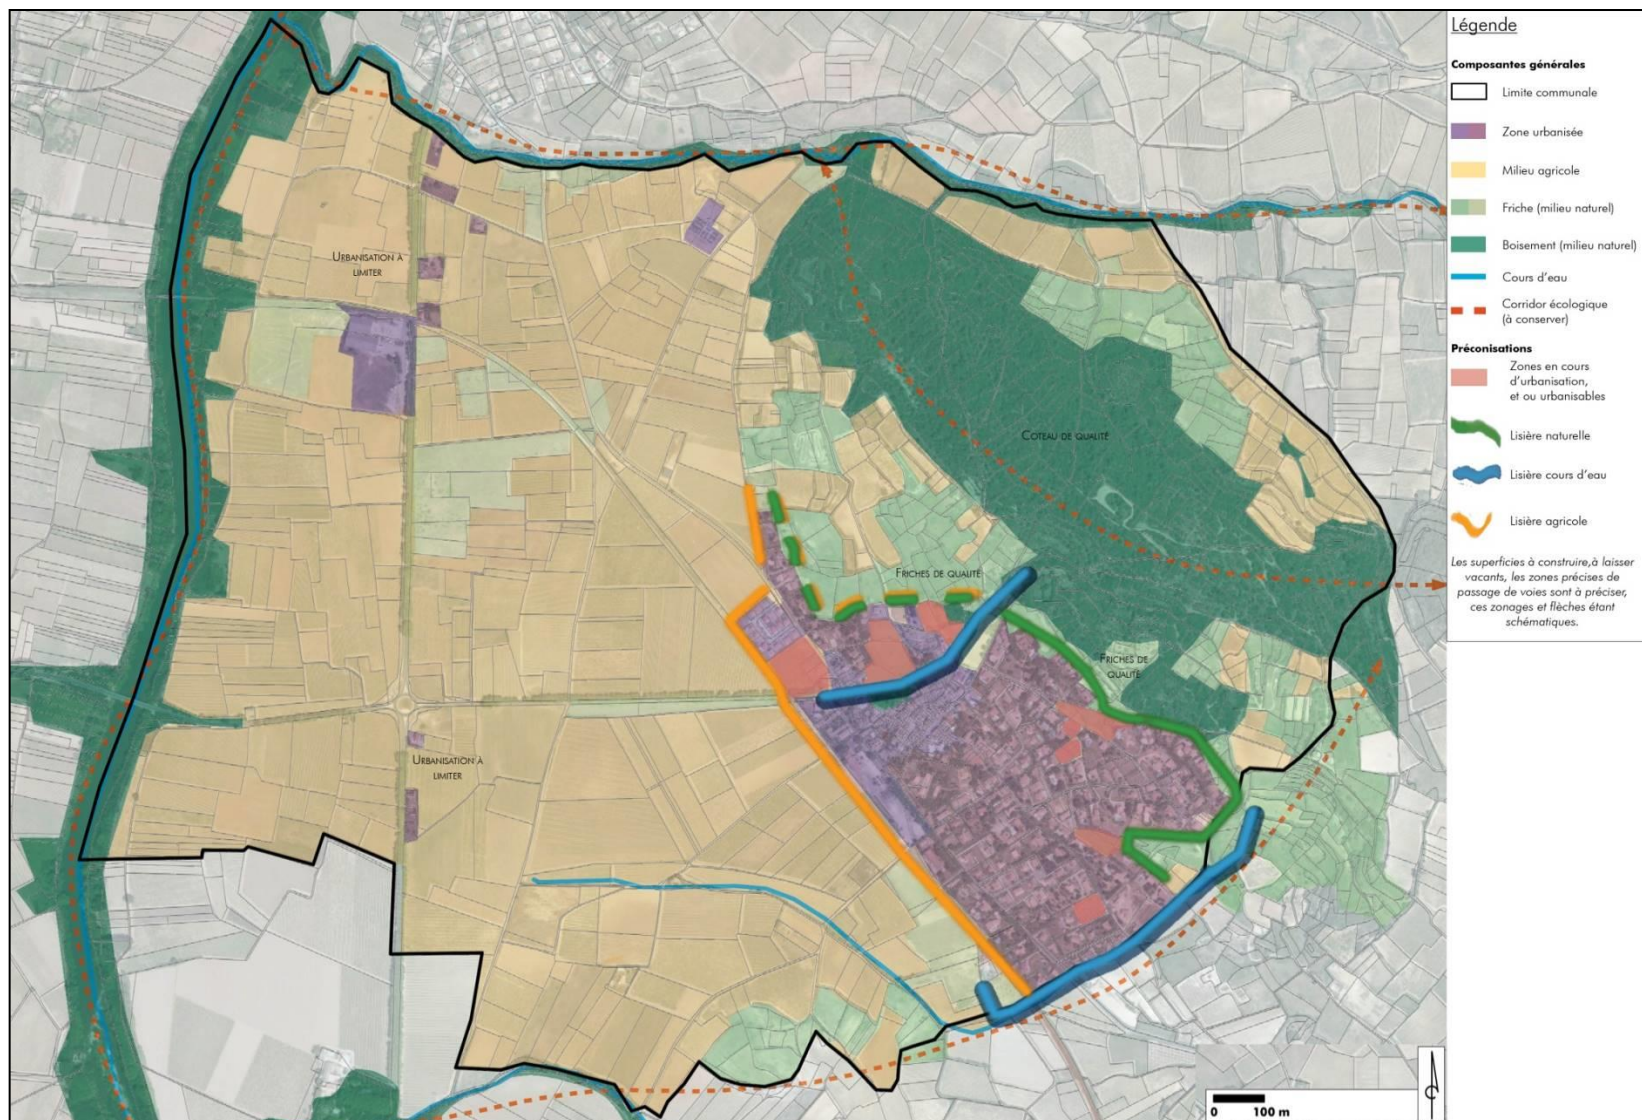 Légende
Composantes générales
Limite communale
Zone urbanisée
Milieu agricole
Friche (milieu naturel)
Boisement (milieu naturel)
Cours d'eau
Corridor écologique
(à conserver)
Préconisations
Zones en cours
d'urbanisation,
et ou urbanisables
Lisière naturelle
Lisière cours d'eau
Lisière agricole
Les superficies à construire,à laisser
vacants, les zones précises de
passage de voies sont à préciser,
ces zonages et flèches étant
schématiques.
URBANISATION À
LIMITER
COTEAU DE QUALITÉ
FRICHES DE QUALITÉ
FRICHES DE
QUALITÉ
URBANISATION À
LIMITER
0 100 m